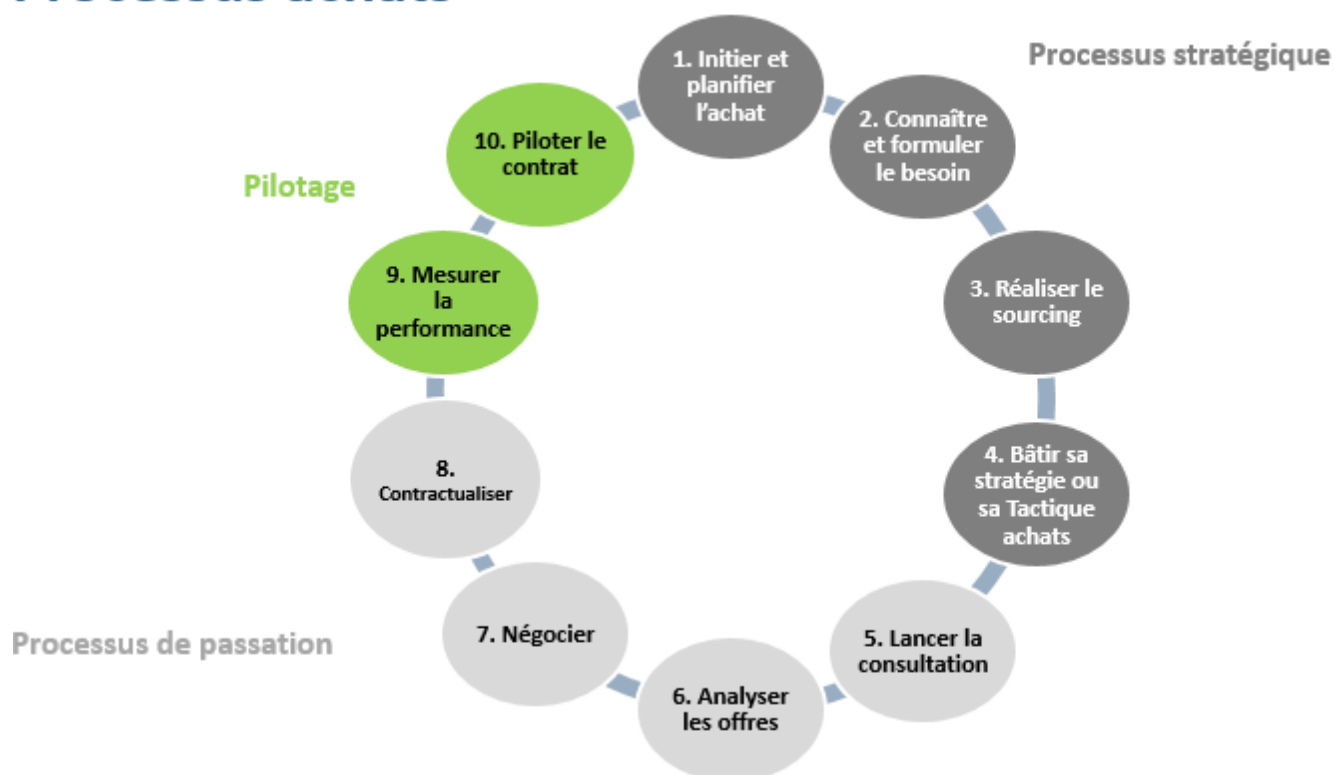 Processus achats
Processus stratégique
1. Initier et
planifier
l'achat
2. Connaître
et formuler
le besoin
3. Réaliser le
sourcing
4. Bâtir sa
stratégie ou
sa Tactique
achats
5. Lancer la
consultation
6. Analyser
les offres
7. Négocier
Processus de passation
8.
Contractualiser
9. Mesurer
la
performance
Pilotage
10. Piloter le
contrat